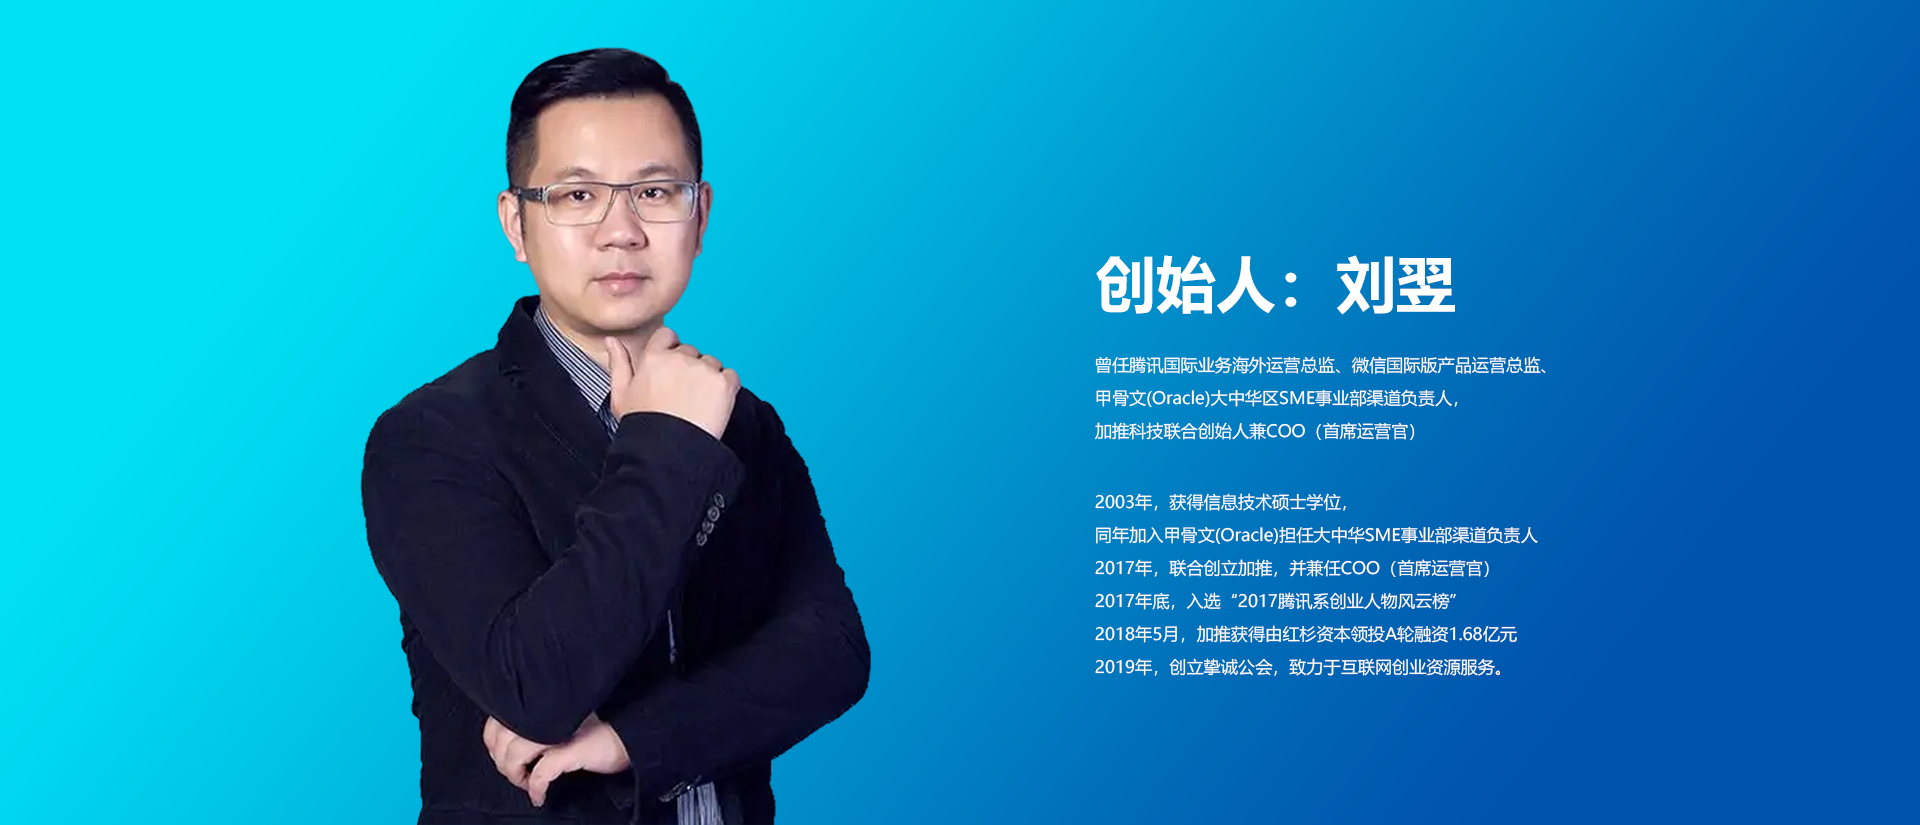 创始人：刘翌
曾任腾讯国际业务海外运营总监、微信国际版产品运营总监、
甲骨文(Oracle)大中华区SME事业部渠道负责人，
加推科技联合创始人兼COO（首席运营官）
2003年，获得信息技术硕士学位，
同年加入甲骨文(Oracle)担任大中华SME事业部渠道负责人
2017年，联合创立加推，并兼任COO（首席运营官）
2017年底，入选“2017腾讯系创业人物风云榜”
2018年5月，加推获得由红杉资本领投A轮融资1.68亿元
2019年，创立挚诚公会，致力于互联网创业资源服务。